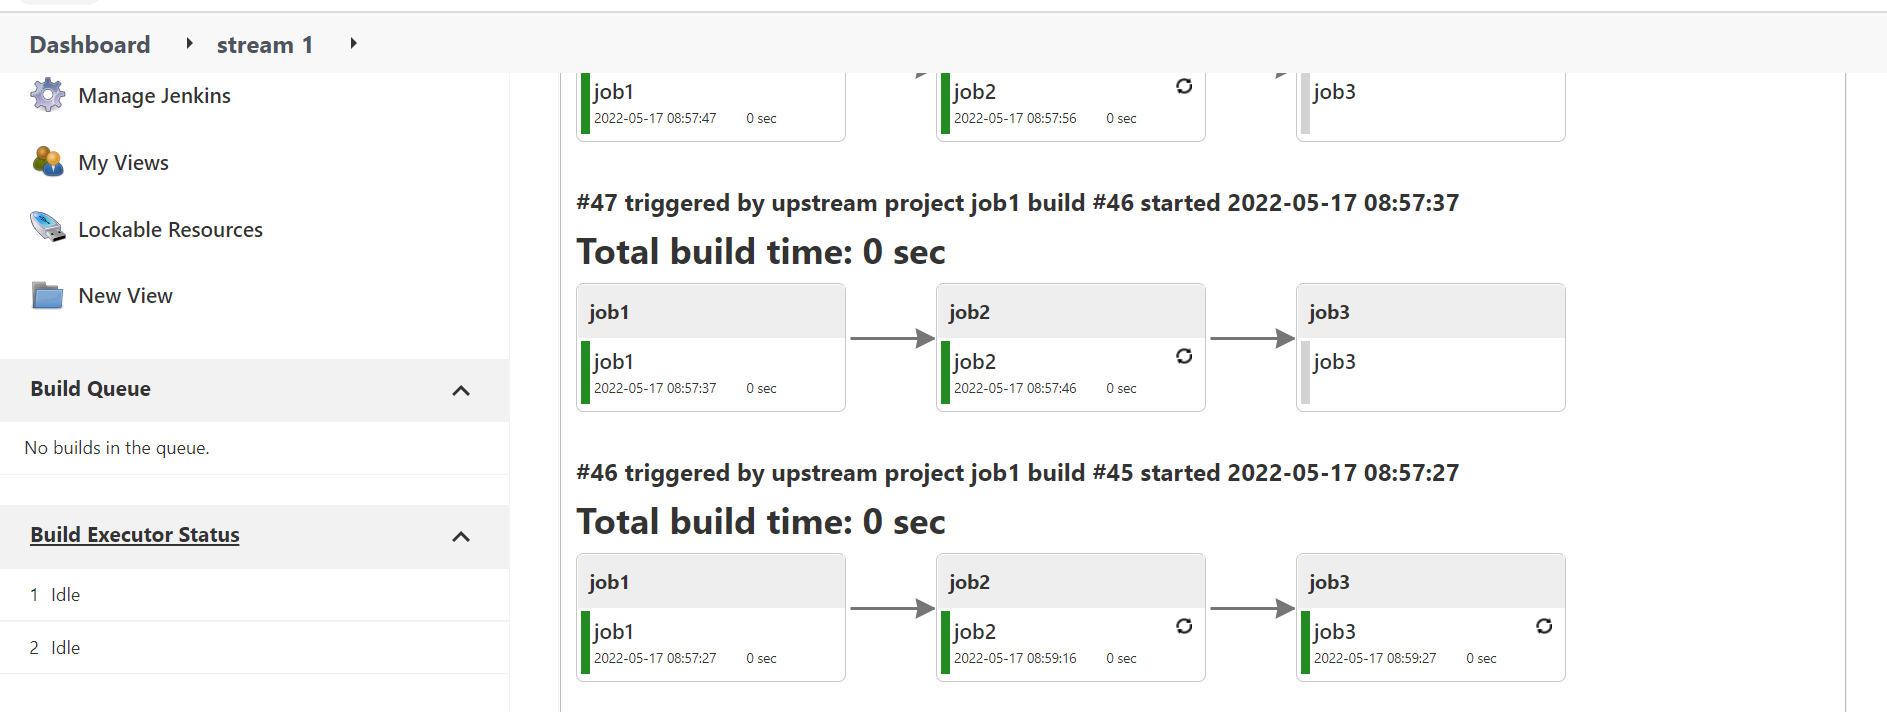 Dashboard
stream 1
Manage Jenkins
My Views
Lockable Resources
New View
Build Queue
No builds in the queue.
Build Executor Status
1 Idle
2 Idle
job1
2022-05-17 08:57:47 0 sec
job2
2022-05-17 08:57:56 0 sec
job3
#47 triggered by upstream project job1 build #46 started 2022-05-17 08:57:37
Total build time: 0 sec
job1
job1
2022-05-17 08:57:37 0 sec
job2
job2
2022-05-17 08:57:46 0 sec
job3
job3
#46 triggered by upstream project job1 build #45 started 2022-05-17 08:57:27
Total build time: 0 sec
job1
job1
2022-05-17 08:57:27 0 sec
job2
job2
2022-05-17 08:59:16 0 sec
job3
job3
2022-05-17 08:59:27 0 sec